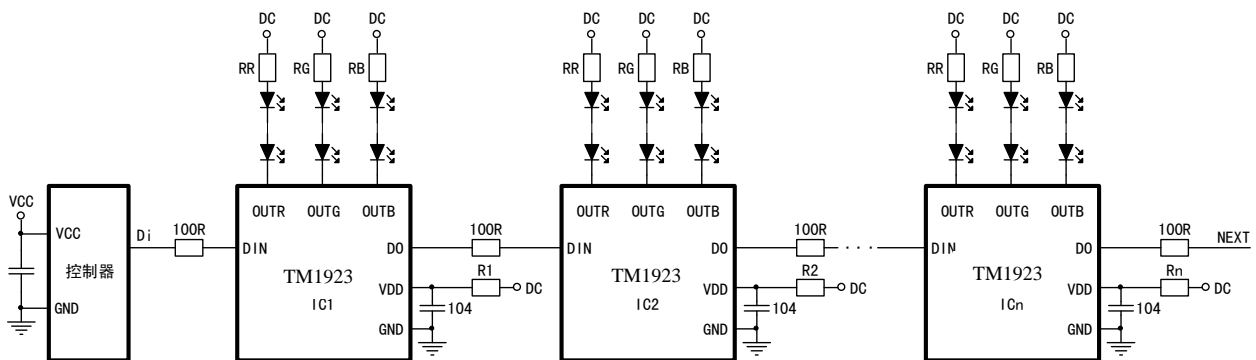 DC DC DC DC DC DC DC DC DC
RR RG RB RR RG RB RR RG RB
VCC
OUTR OUTG OUTB OUTR OUTG OUTB OUTR OUTG OUTB
VCC Di 100R DIN DO 100R DIN DO 100R ···· DIN DO 100R NEXT
控制器 TM1923 VDD R1 DC TM1923 VDD R2 DC TM1923 VDD Rn DC
IC1 IC2 ICn
GND 104 104 104
GND GND GND